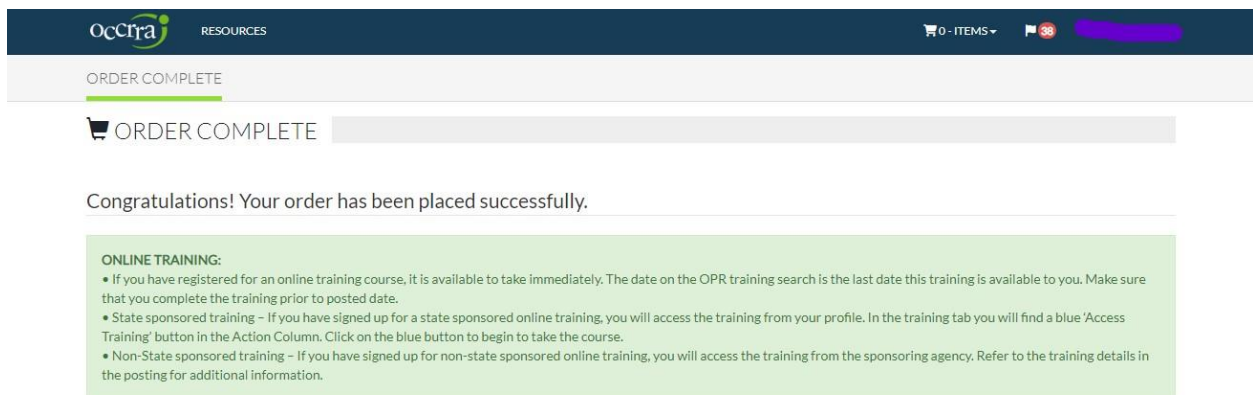 occrra RESOURCES 0 - ITEMS 38
ORDER COMPLETE
ORDER COMPLETE
Congratulations! Your order has been placed successfully.
ONLINE TRAINING:
• If you have registered for an online training course, it is available to take immediately. The date on the OPR training search is the last date this training is available to you. Make sure
that you complete the training prior to posted date.
• State sponsored training – If you have signed up for a state sponsored online training, you will access the training from your profile. In the training tab you will find a blue 'Access
Training' button in the Action Column. Click on the blue button to begin to take the course.
• Non-State sponsored training – If you have signed up for non-state sponsored online training, you will access the training from the sponsoring agency. Refer to the training details in
the posting for additional information.